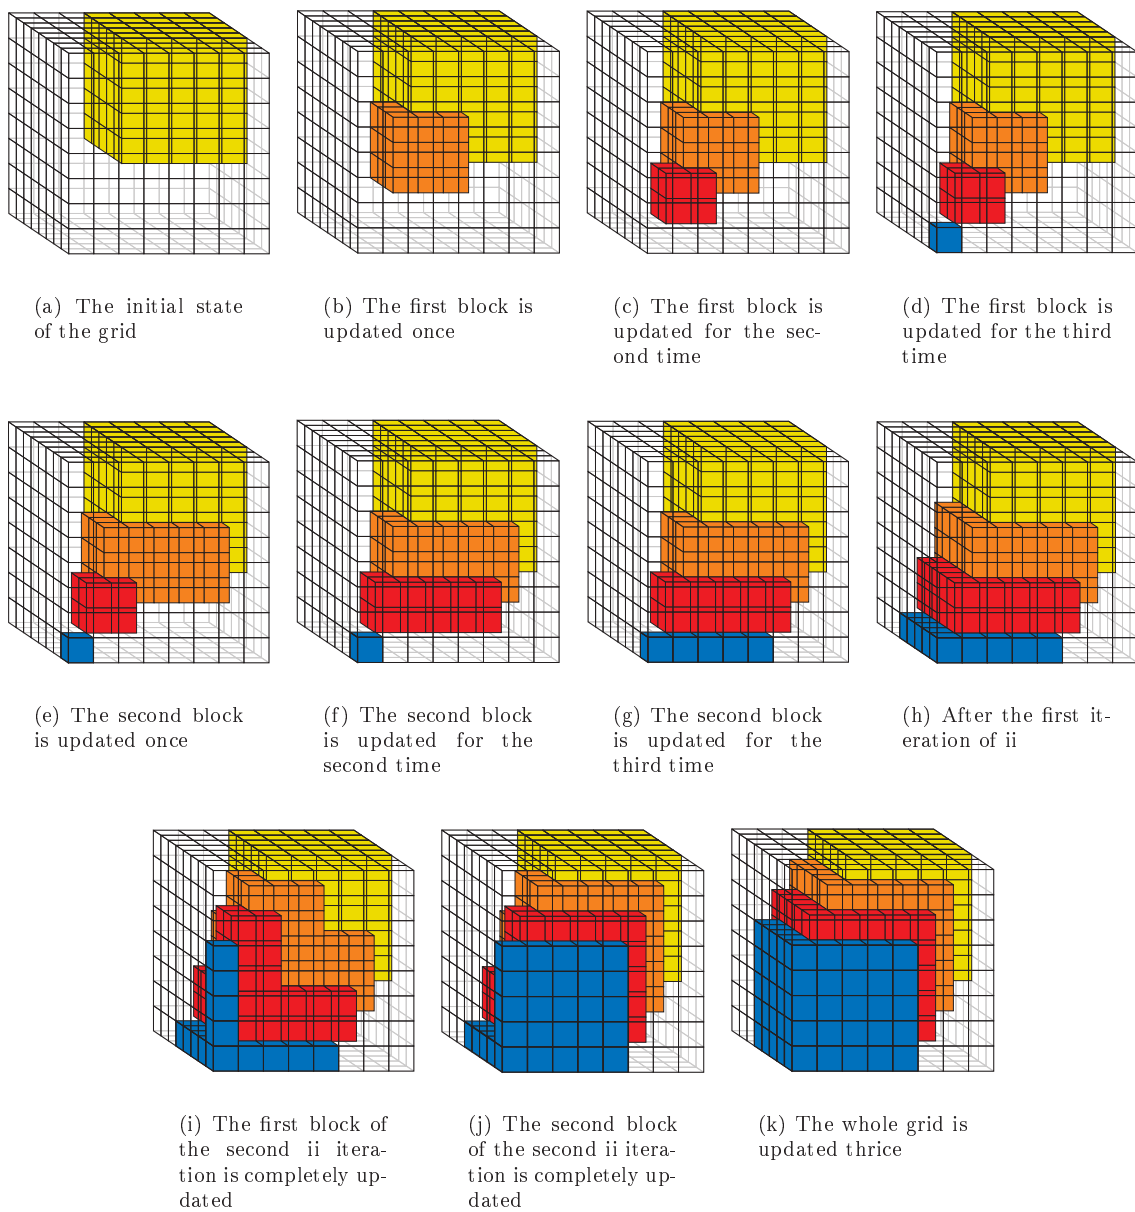 (a) The initial state
of the grid
(b) The first block is
updated once
(c) The first block is
updated for the sec-
ond time
(d) The first block is
updated for the third
time
(e) The second block
is updated once
(f) The second block
is updated for the
second time
(g) The second block
is updated for the
third time
(h) After the first it-
eration of ii
(i) The first block of
the second ii itera-
tion is completely up-
dated
(j) The second block
of the second ii itera-
tion is completely up-
dated
(k) The whole grid is
updated thrice